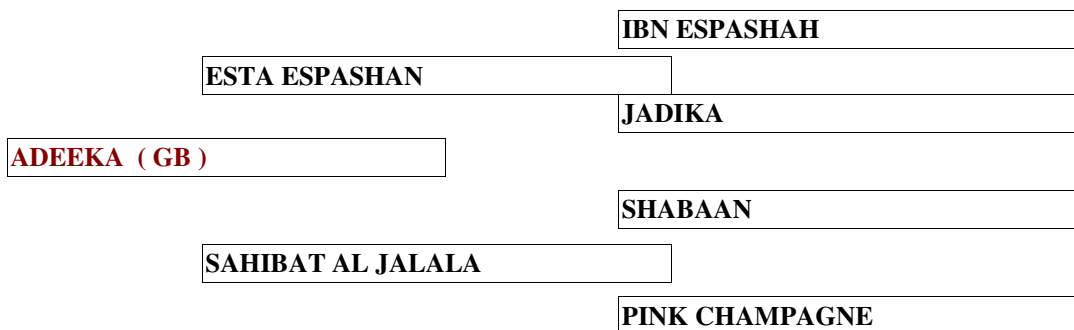 IBN ESPASHAH
ESTA ESPASHAN
JADIKA
ADEEKA ( GB )
SHABAAN
SAHIBAT AL JALALA
PINK CHAMPAGNE